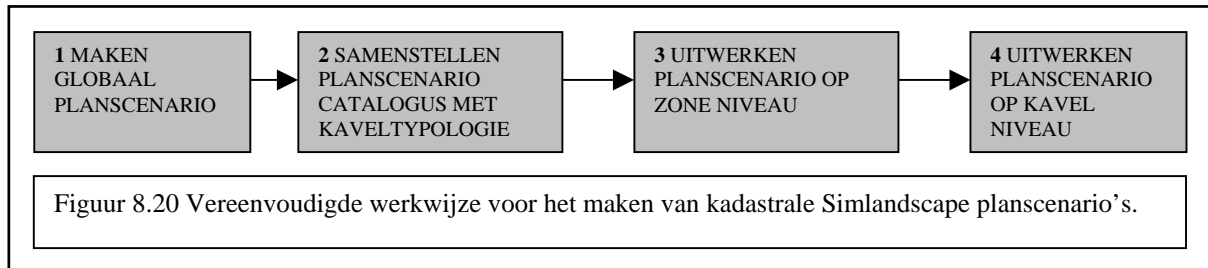 1 MAKEN
GLOBAAL
PLANSCENARIO
2 SAMENSTELLEN
PLANSCENARIO
CATALOGUS MET
KAVELTYPOLOGIE
3 UITWERKEN
PLANSCENARIO OP
ZONE NIVEAU
4 UITWERKEN
PLANSCENARIO
OP KAVEL
NIVEAU
Figuur 8.20 Vereenvoudigde werkwijze voor het maken van kadastrale Simlandscape planscenario’s.